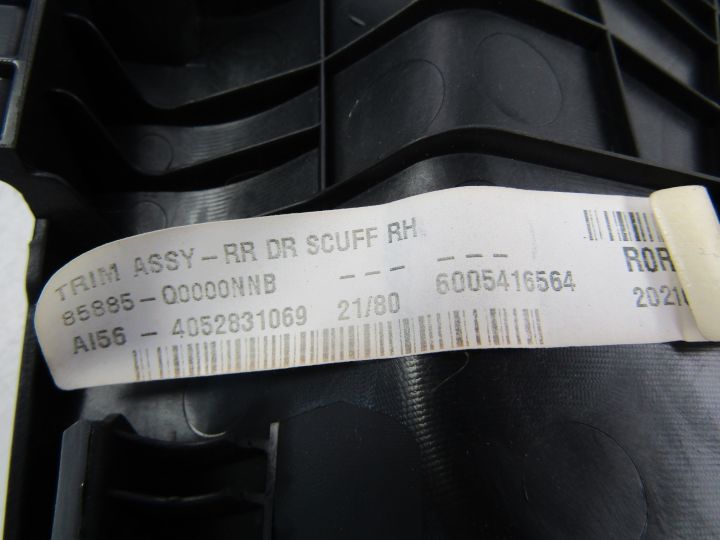 TRIM ASSY-RR DR SCUFF RH
85885-Q0000NNB --- --- ROR
AI56 - 4052831069 21/80 6005416564 2021